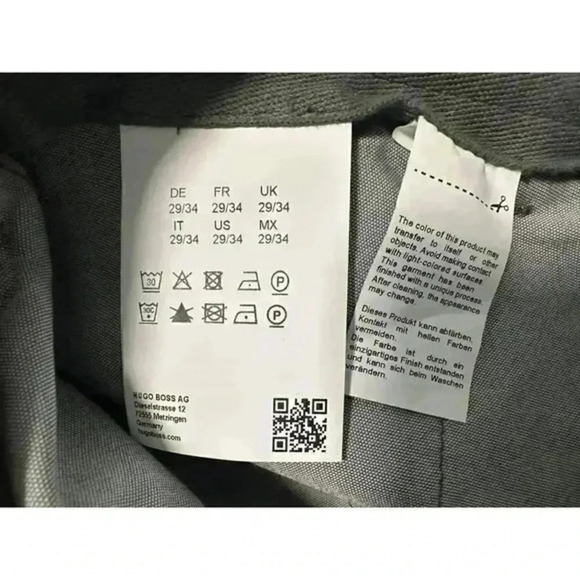 DE FR UK
29/34 29/34 29/34
IT US MX
29/34 29/34 29/34
30 P
30C P
HUGO BOSS AG
Dieselstrasse 12
72555 Metzingen
Germany
hugoboss.com
The color of this product may
transfer to itself or other
objects. Avoid making contact
with light-colored surfaces
This garment has been
finished with a unique process.
After cleaning, the appearance
may change.
Dieses Produkt kann abfärben.
Kontakt mit hellen Farben
vermeiden.
Die Farbe ist durch ein
einzigartiges Finish entstanden
und kann sich beim Waschen
verändern.